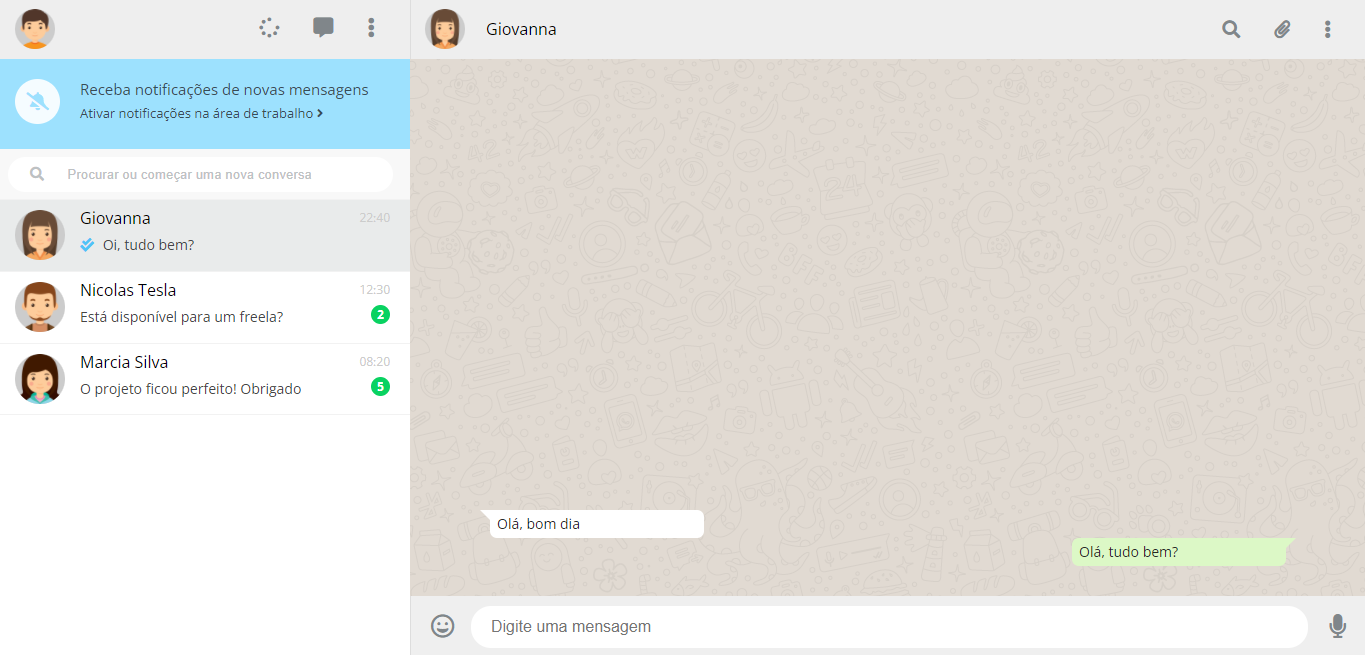 Giovanna
Receba notificações de novas mensagens
Ativar notificações na área de trabalho
Procurar ou começar uma nova conversa
Giovanna 22:40
Oi, tudo bem?
Nicolas Tesla 12:30
Está disponível para um freela? 2
Marcia Silva 08:20
O projeto ficou perfeito! Obrigado 5
Olá, bom dia
Olá, tudo bem?
Digite uma mensagem